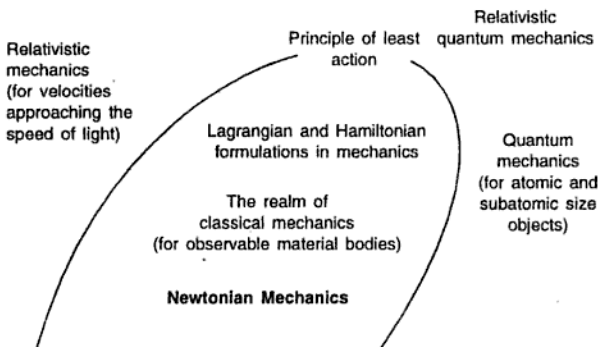 Relativistic
quantum mechanics
Principle of least
action
Relativistic
mechanics
(for velocities
approaching the
speed of light)
Lagrangian and Hamiltonian
formulations in mechanics
Quantum
mechanics
(for atomic and
subatomic size
objects)
The realm of
classical mechanics
(for observable material bodies)
Newtonian Mechanics